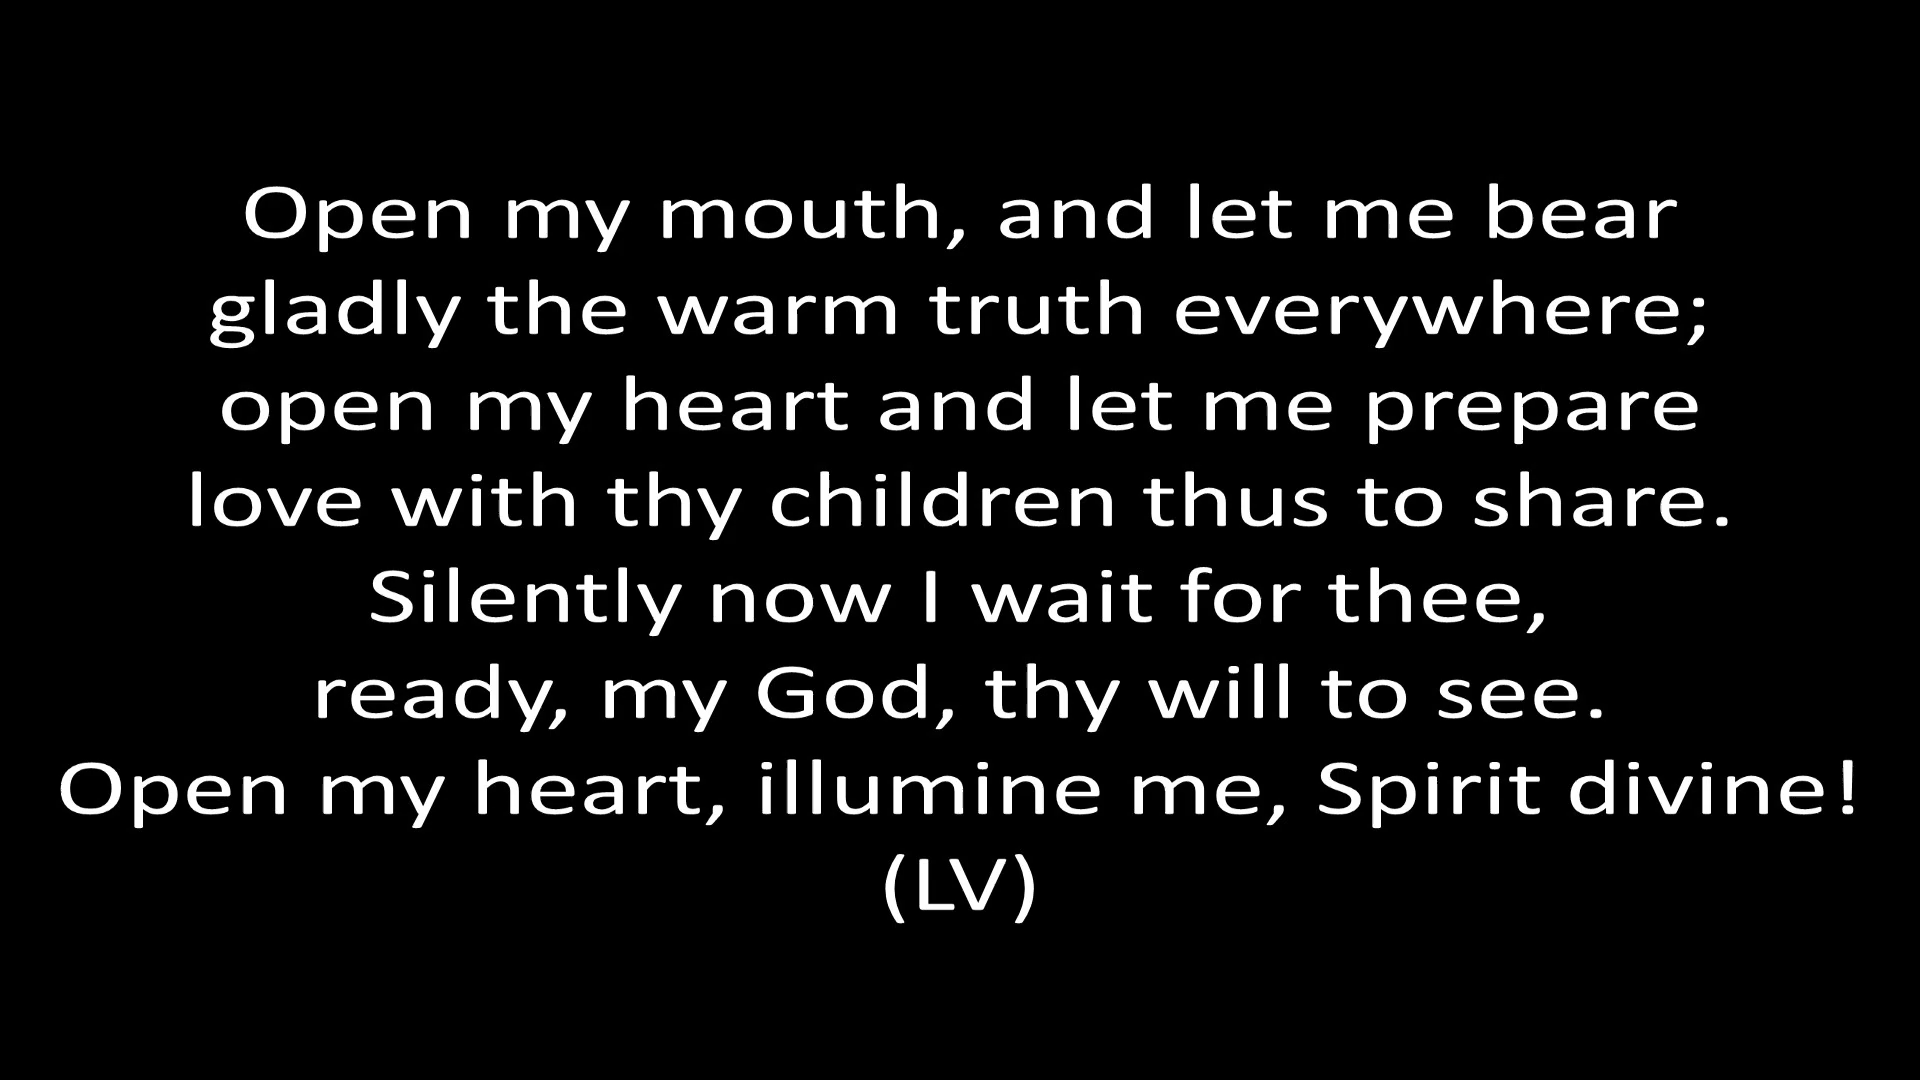 Open my mouth, and let me bear
gladly the warm truth everywhere;
open my heart and let me prepare
love with thy children thus to share.
Silently now I wait for thee,
ready, my God, thy will to see.
Open my heart, illumine me, Spirit divine!
(LV)